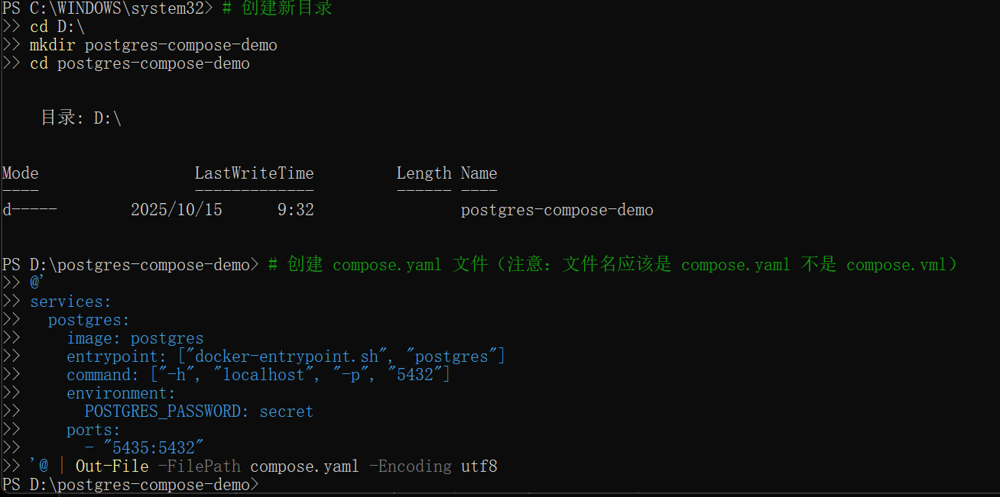 PS C:\WINDOWS\system32> # 创建新目录
>> cd D:\
>> mkdir postgres-compose-demo
>> cd postgres-compose-demo
目录: D:\
Mode LastWriteTime Length Name
---- ------------- ------ ----
d----- 2025/10/15 9:32 postgres-compose-demo
PS D:\postgres-compose-demo> # 创建 compose.yaml 文件（注意：文件名应该是 compose.yaml 不是 compose.vml）
>> @'
>> services:
>>   postgres:
>>     image: postgres
>>     entrypoint: ["docker-entrypoint.sh", "postgres"]
>>     command: ["-h", "localhost", "-p", "5432"]
>>     environment:
>>       POSTGRES_PASSWORD: secret
>>     ports:
>>       - "5435:5432"
>> '@ | Out-File -FilePath compose.yaml -Encoding utf8
PS D:\postgres-compose-demo>